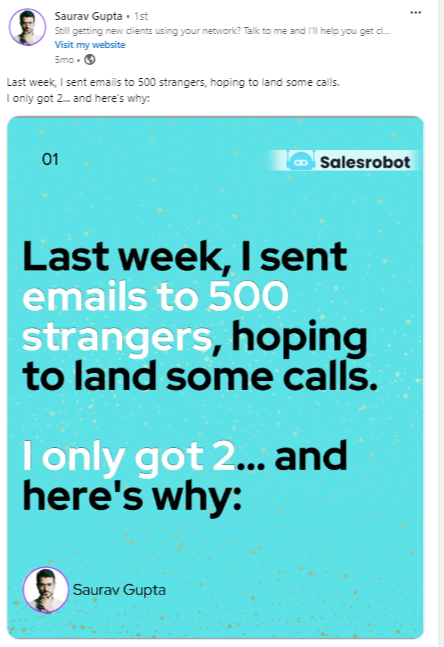 Saurav Gupta • 1st
Still getting new clients using your network? Talk to me and I'll help you get cl...
Visit my website
5mo •
Last week, I sent emails to 500 strangers, hoping to land some calls.
I only got 2... and here's why:
01
Salesrobot
Last week, I sent
emails to 500
strangers, hoping
to land some calls.
I only got 2... and
here's why:
Saurav Gupta